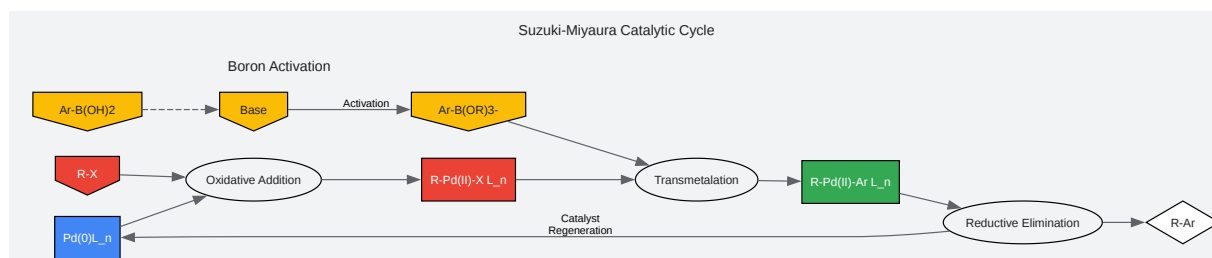 Suzuki-Miyaura Catalytic Cycle
Boron Activation
Ar-B(OH)2
Base
Activation
Ar-B(OR)3-
R-X
Oxidative Addition
R-Pd(II)-X L_n
Transmetalation
R-Pd(II)-Ar L_n
Pd(0)L_n
Catalyst
Regeneration
Reductive Elimination
R-Ar